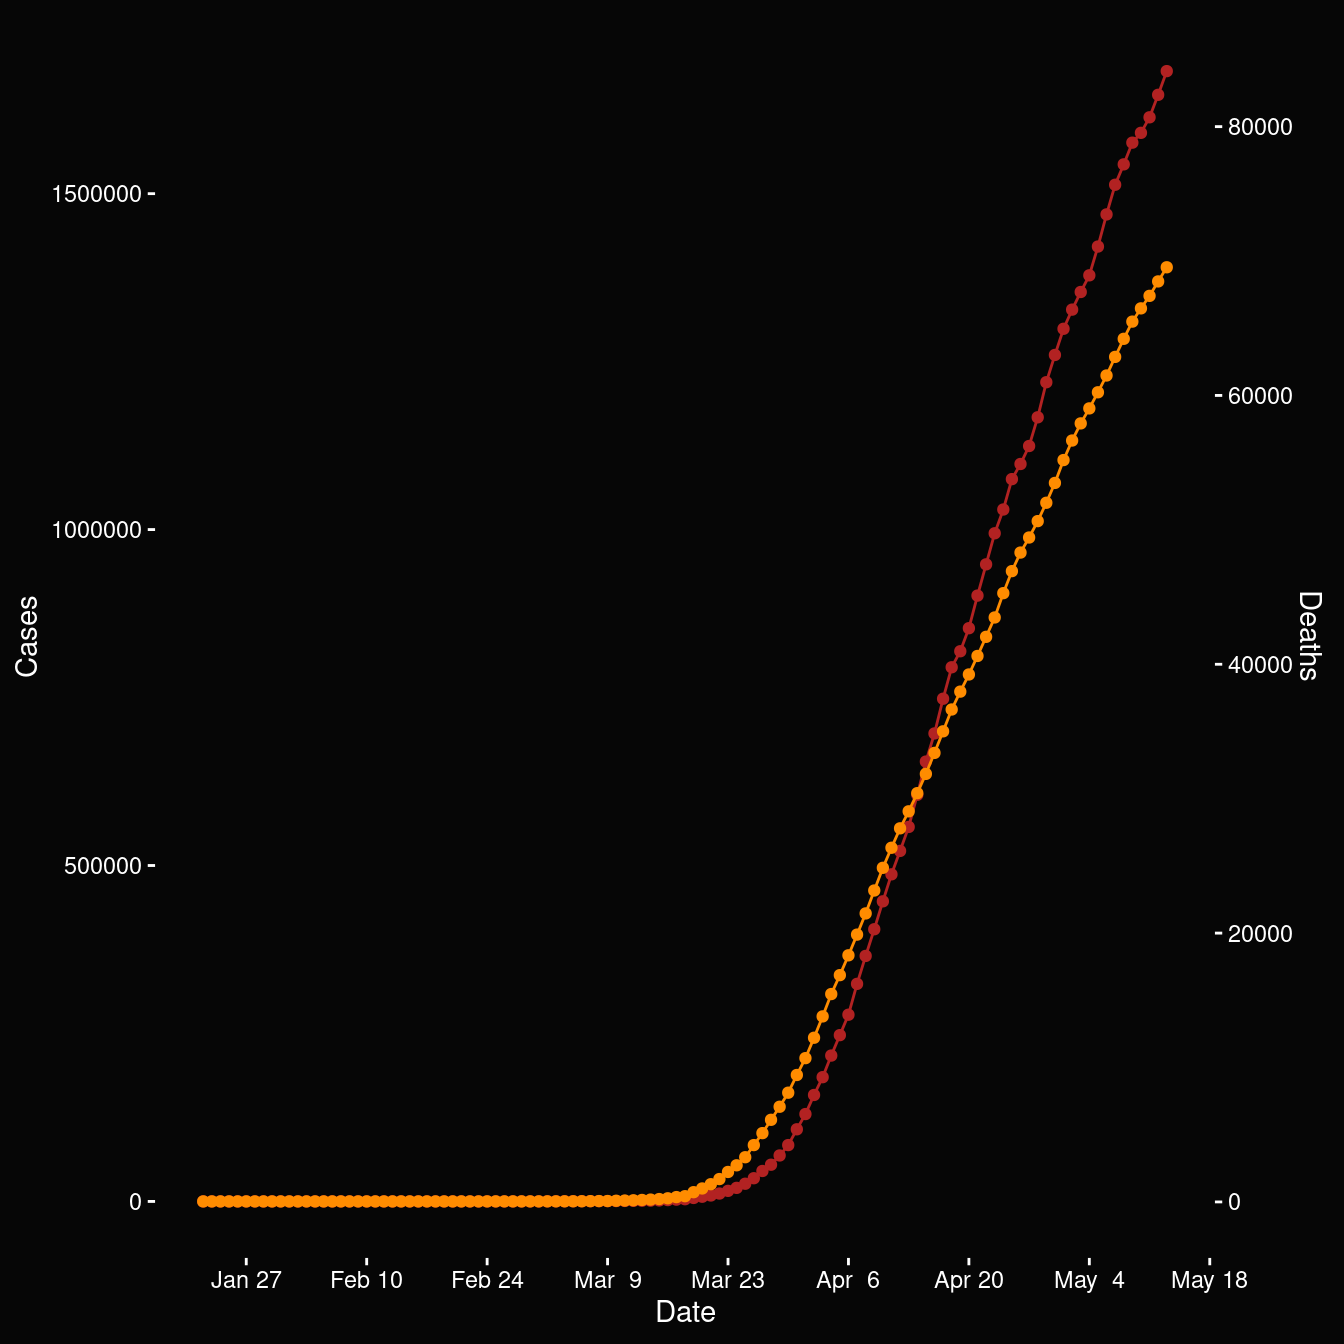 80000
1500000
60000
1000000
Cases
Deaths
40000
500000
20000
0
0
Jan 27
Feb 10
Feb 24
Mar  9
Mar 23
Apr  6
Apr 20
May  4
May 18
Date